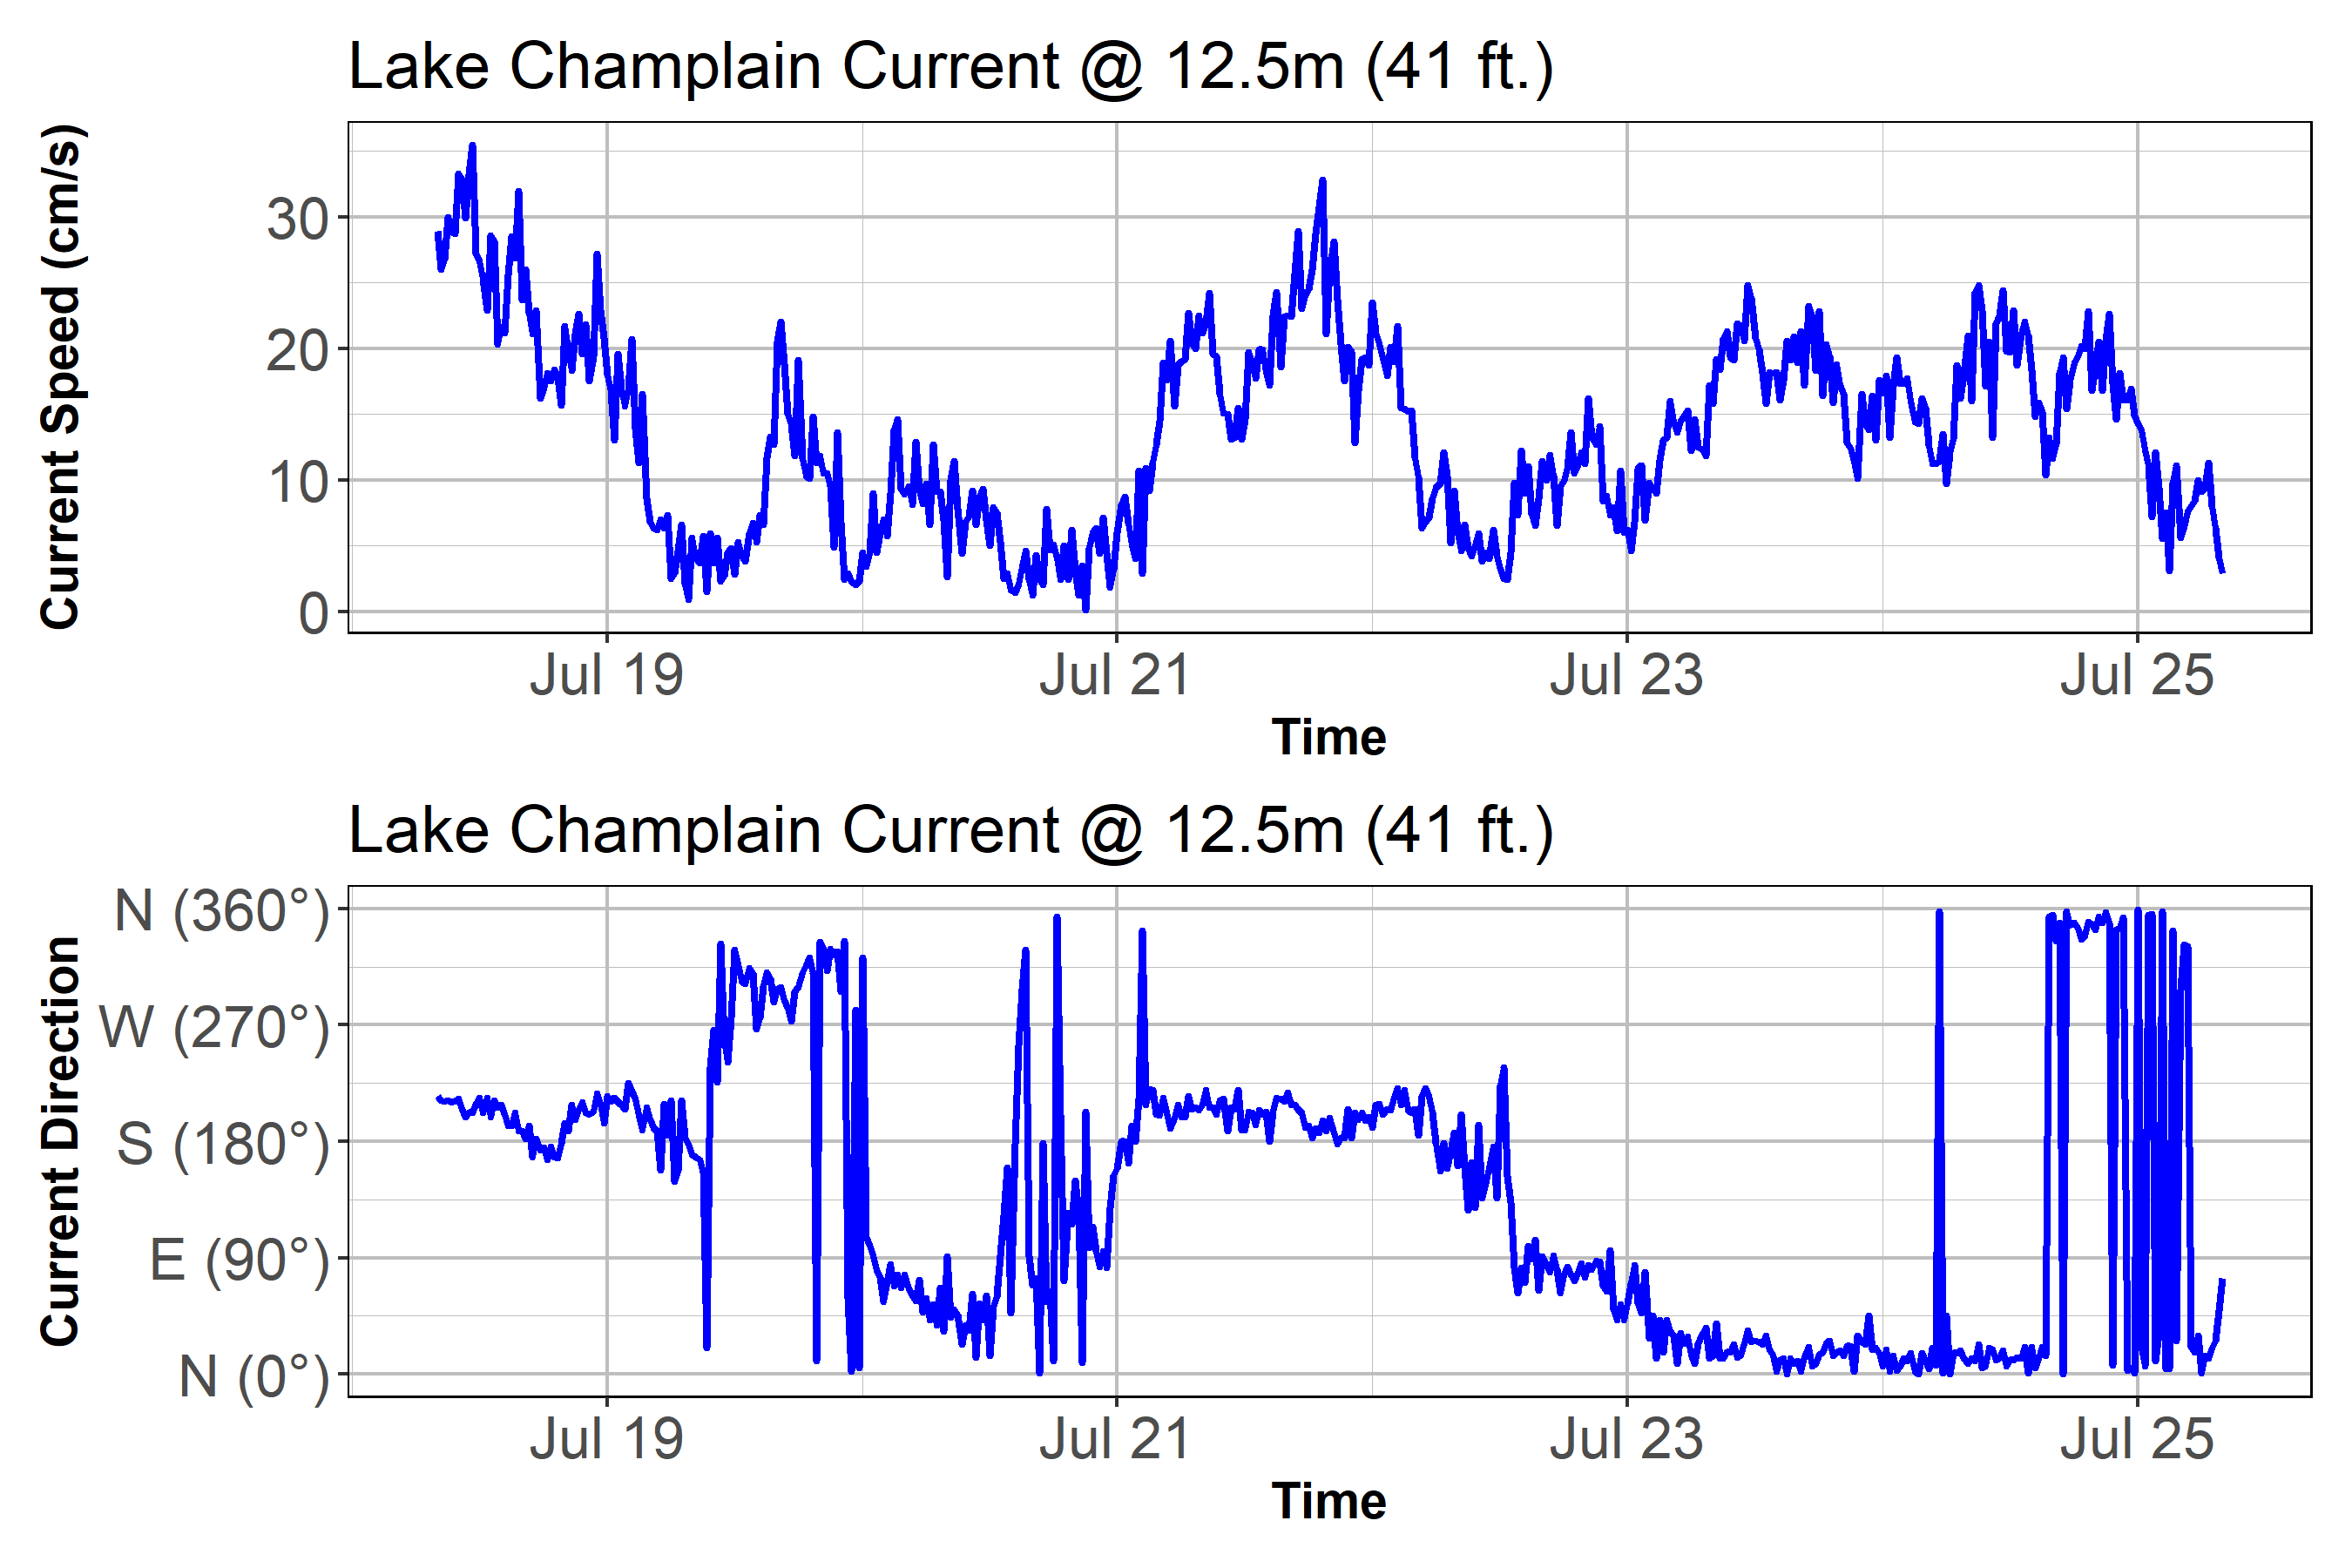 Lake Champlain Current @ 12.5m (41 ft.)
Current Speed (cm/s)
30
20
10
0
Jul 19 Jul 21 Jul 23 Jul 25
Time
Lake Champlain Current @ 12.5m (41 ft.)
Current Direction
N (360°)
W (270°)
S (180°)
E (90°)
N (0°)
Jul 19 Jul 21 Jul 23 Jul 25
Time